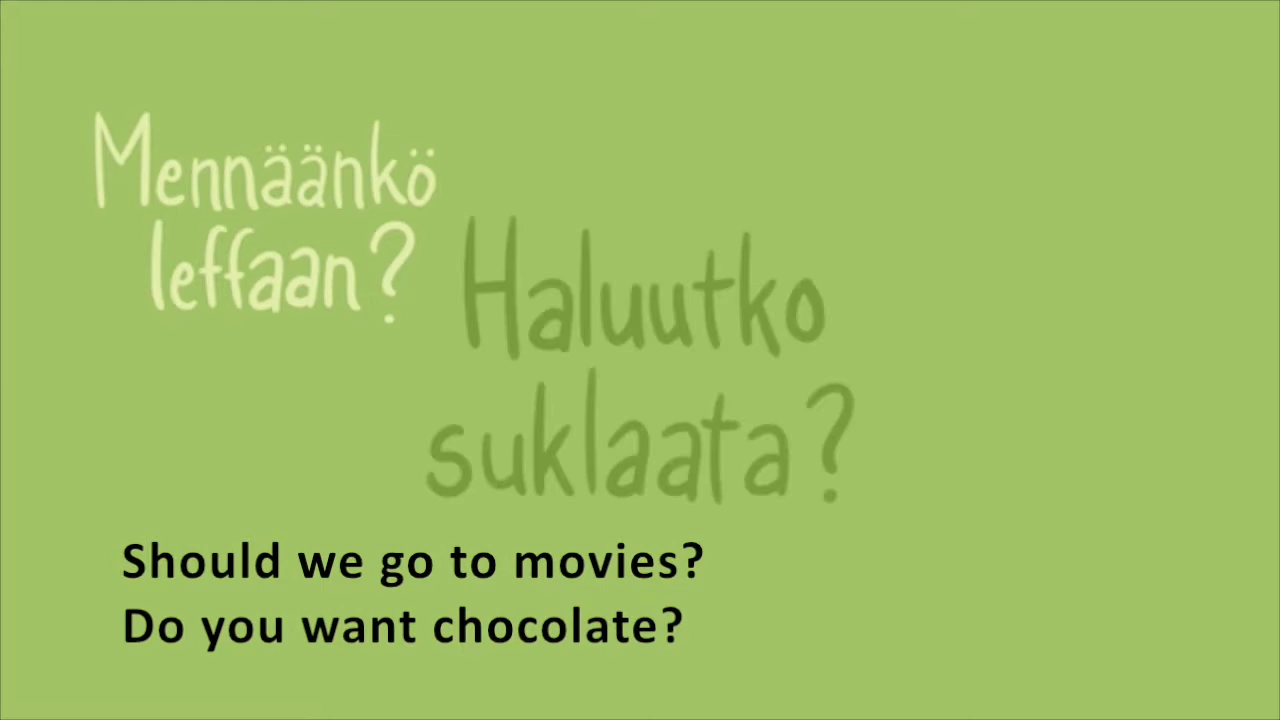 Mennäänkö
leffaan?
Haluutko
suklaata?
Should we go to movies?
Do you want chocolate?